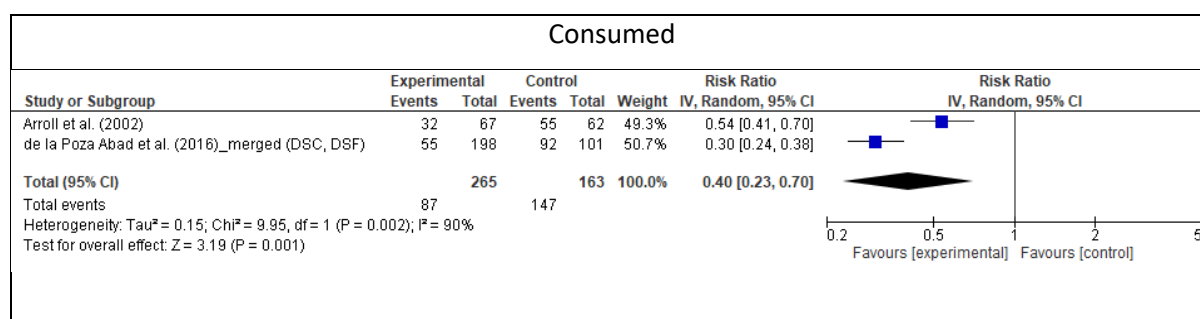 Consumed
Experimental Control Risk Ratio Risk Ratio
Study or Subgroup Events Total Events Total Weight IV, Random, 95% CI IV, Random, 95% CI
Arroll et al. (2002) 32 67 55 62 49.3% 0.54 [0.41, 0.70]
de la Poza Abad et al. (2016)_merged (DSC, DSF) 55 198 92 101 50.7% 0.30 [0.24, 0.38]
Total (95% CI) 265 163 100.0% 0.40 [0.23, 0.70]
Total events 87 147
Heterogeneity: Tau² = 0.15; Chi² = 9.95, df = 1 (P = 0.002); I² = 90%
Test for overall effect: Z = 3.19 (P = 0.001)
0.2 0.5 1 2 5
Favours [experimental] Favours [control]